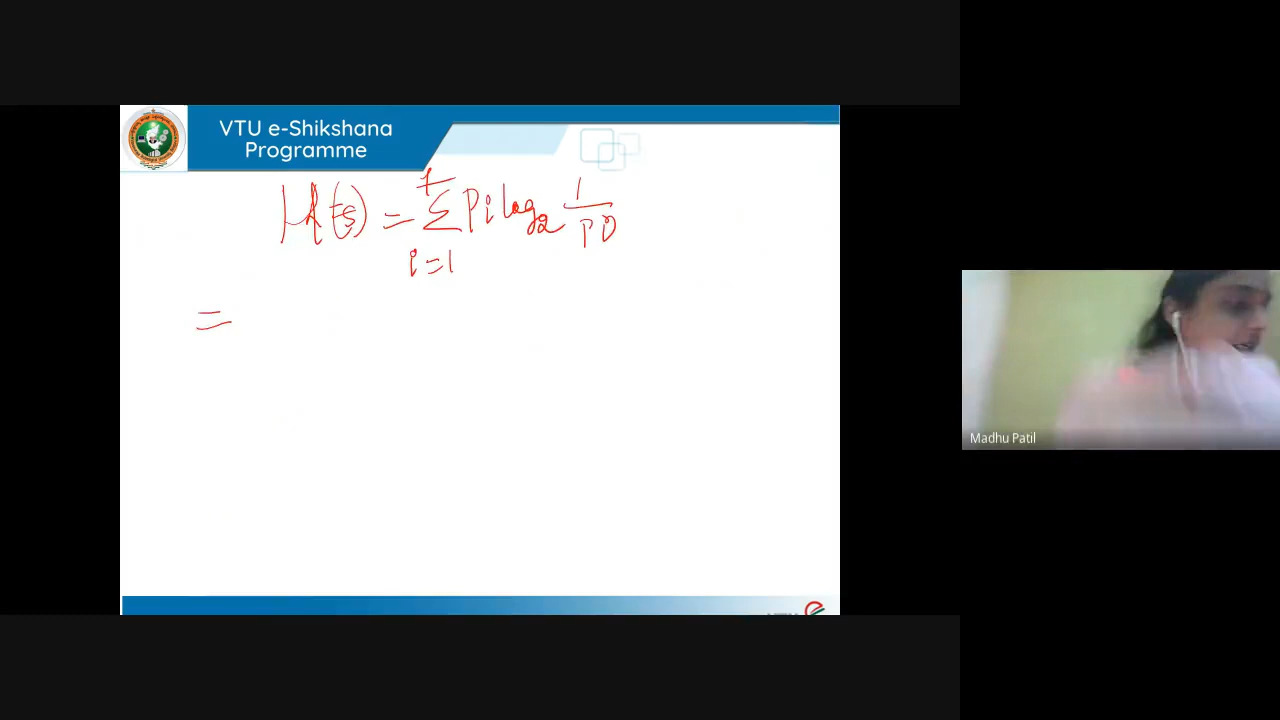 VTU e-Shikshana
Programme
H(s) = Σ Pi log2 1/Pi
i=1
=
Madhu Patil